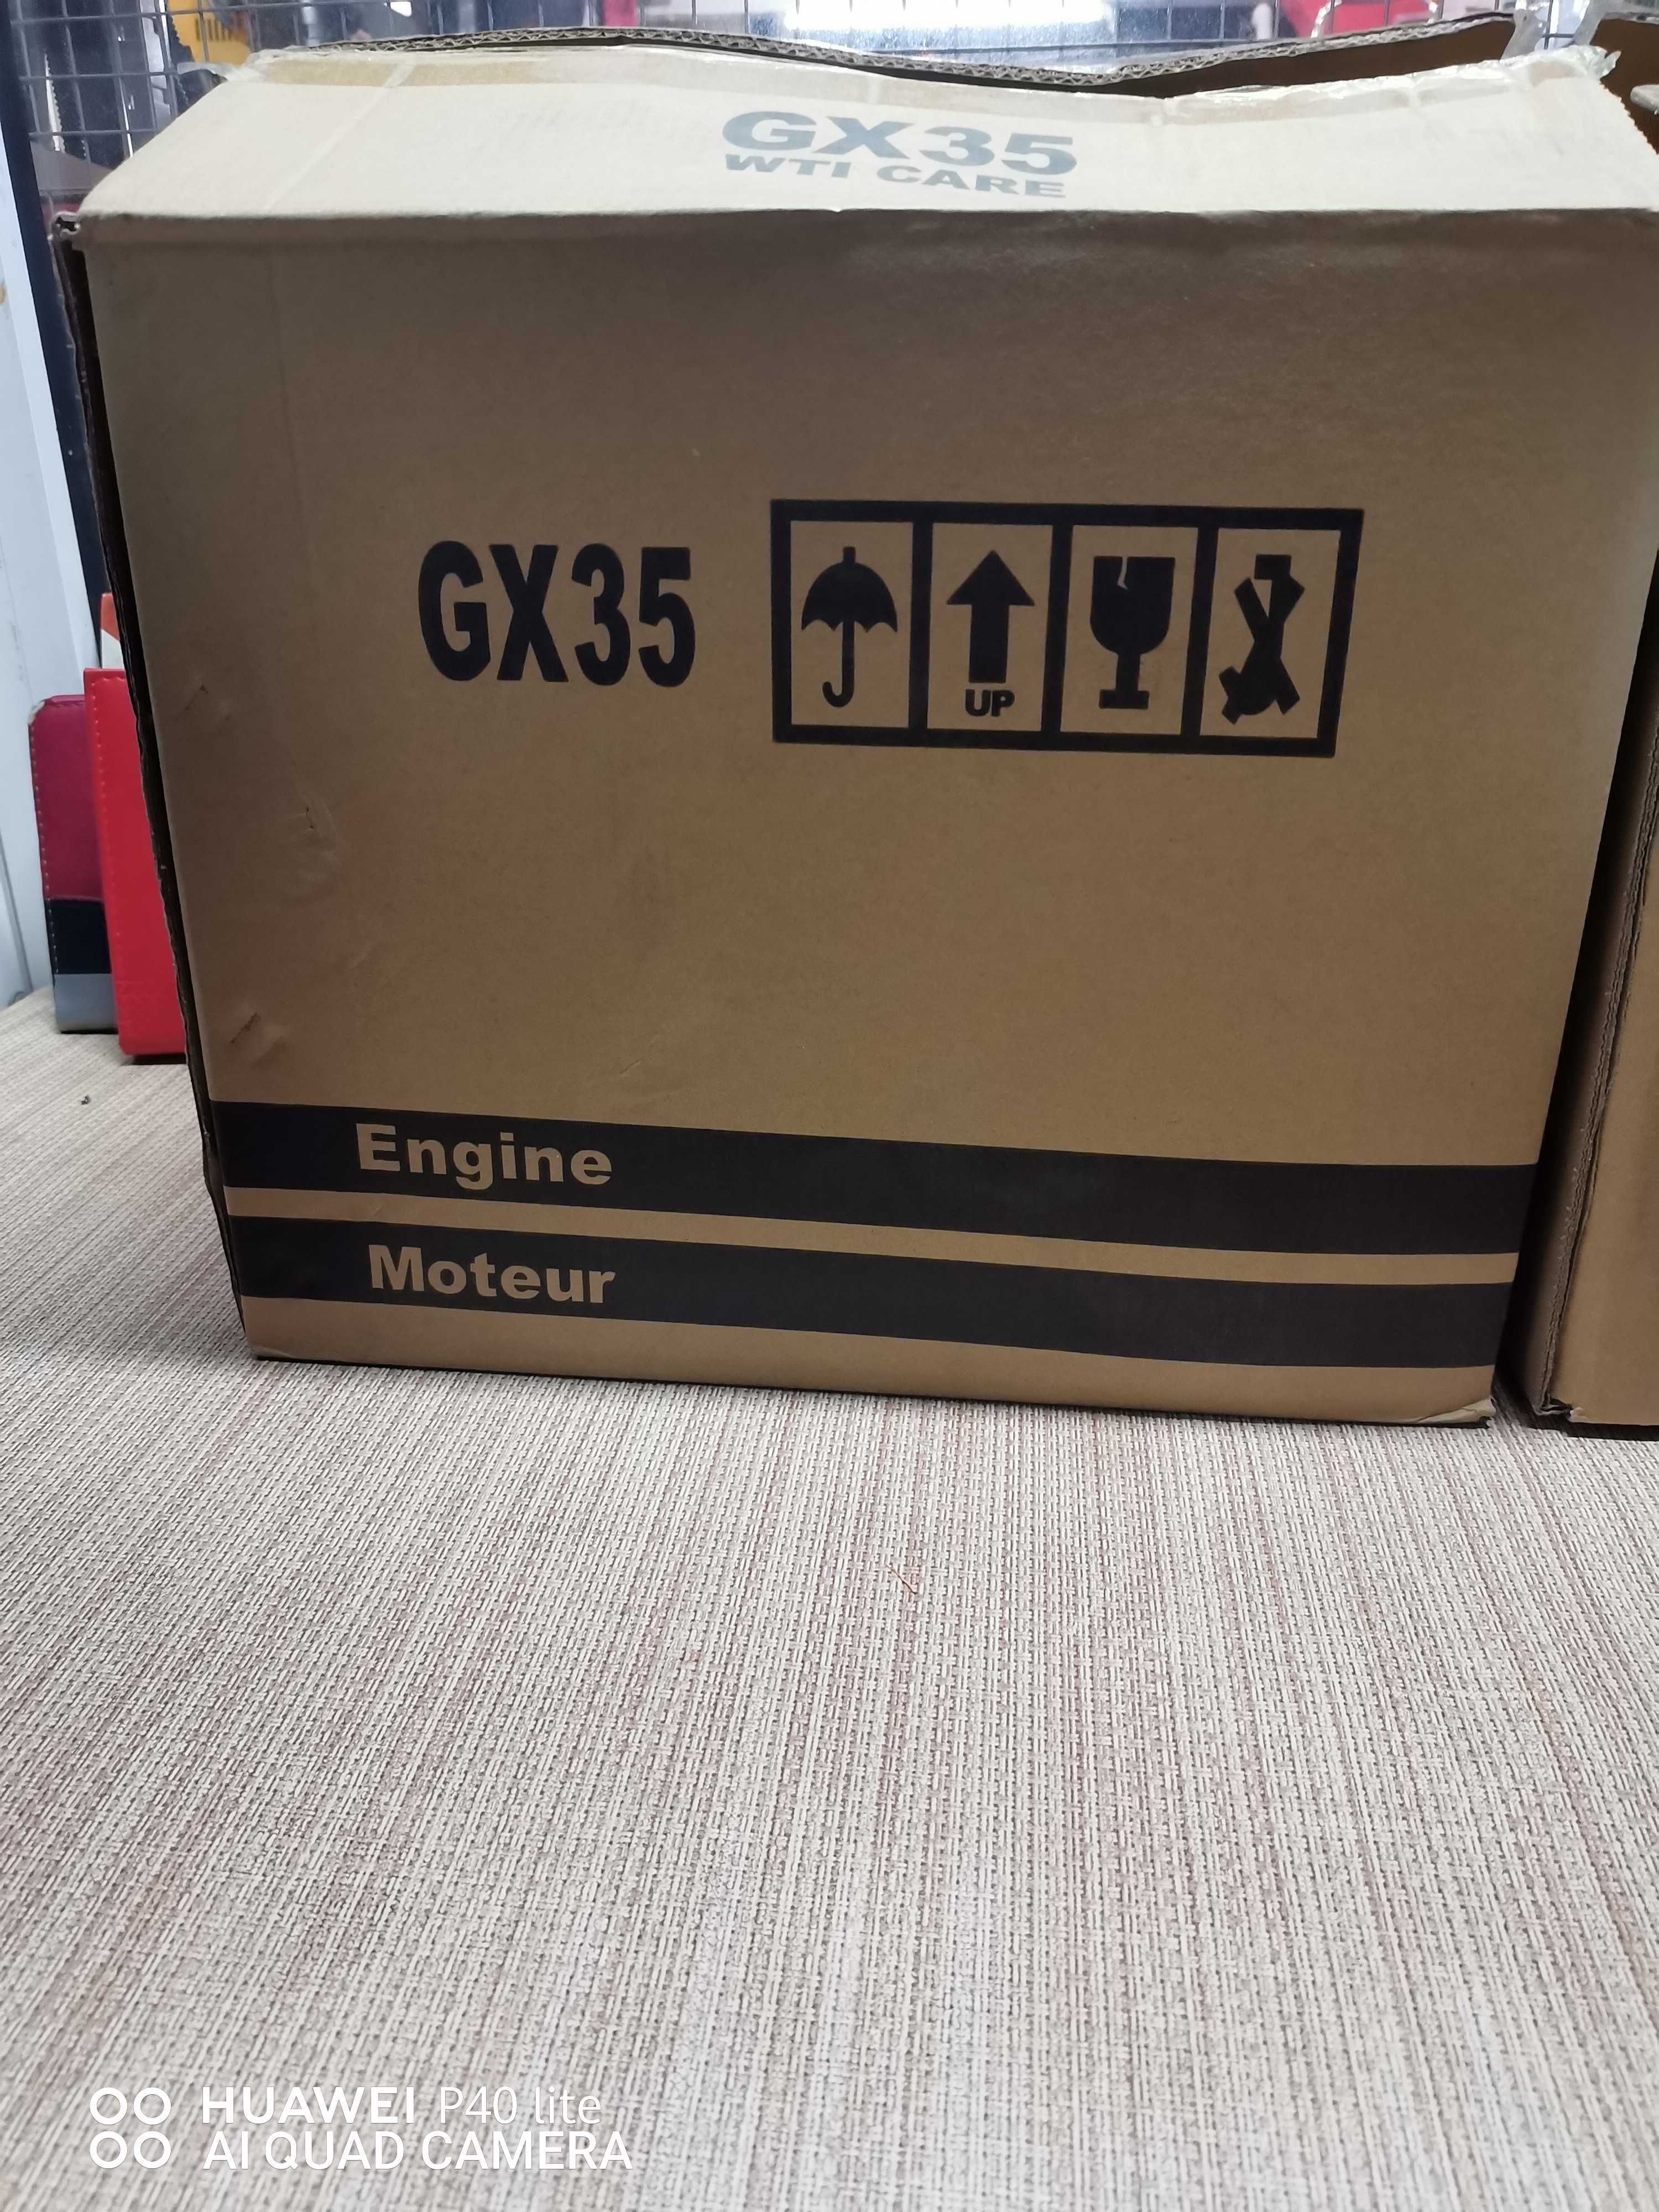 GX35
WTI CARE
GX35
UP
Engine
Moteur
HUAWEI P40 lite
AI QUAD CAMERA